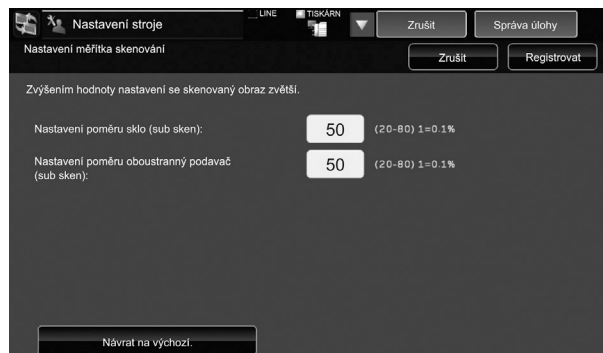 Nastavení stroje
LINE
TISKÁRN
Zrušit
Správa úlohy
Nastavení měřítka skenování
Zrušit
Registrovat
Zvýšením hodnoty nastavení se skenovaný obraz zvětší.
Nastavení poměru sklo (sub sken):
50
(20-80) 1=0.1%
Nastavení poměru oboustranný podavač
(sub sken):
50
(20-80) 1=0.1%
Návrat na výchozí.